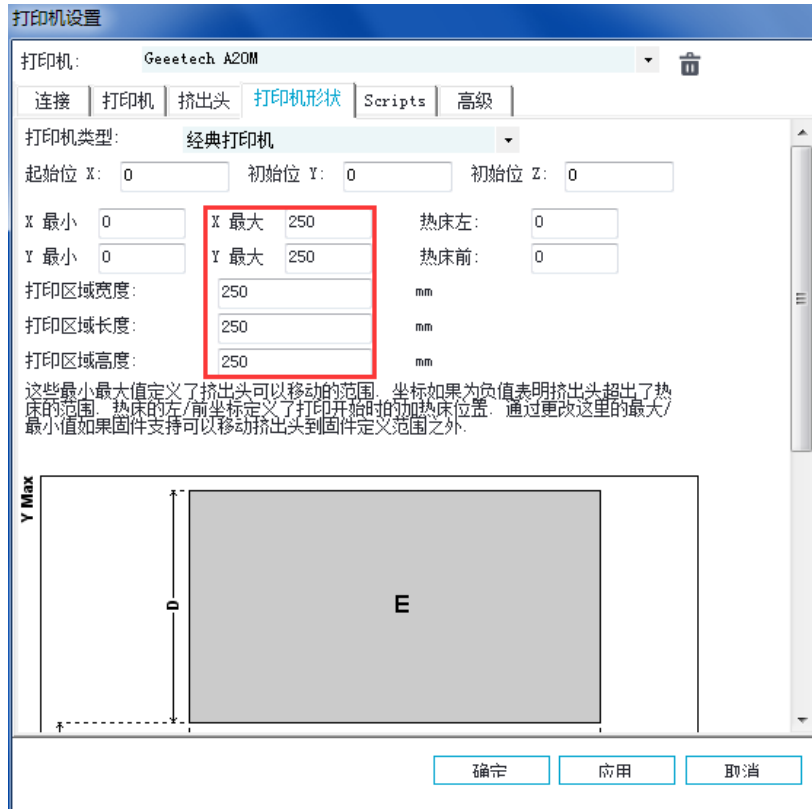 打印机设置
打印机: Geeetech A20M
连接 打印机 挤出头 打印机形状 Scripts 高级
打印机类型: 经典打印机
起始位 X: 0 初始位 Y: 0 初始位 Z: 0
X 最小 0 X 最大 250 热床左: 0
Y 最小 0 Y 最大 250 热床前: 0
打印区域宽度: 250 mm
打印区域长度: 250 mm
打印区域高度: 250 mm
这些最小最大值定义了挤出头可以移动的范围. 坐标如果为负值表明挤出头超出了热
床的范围. 热床的左/前坐标定义了打印开始时的加热床位置. 通过更改这里的最大/
最小值如果固件支持可以移动挤出头到固件定义范围之外.
Y Max
D
E
确定 应用 取消